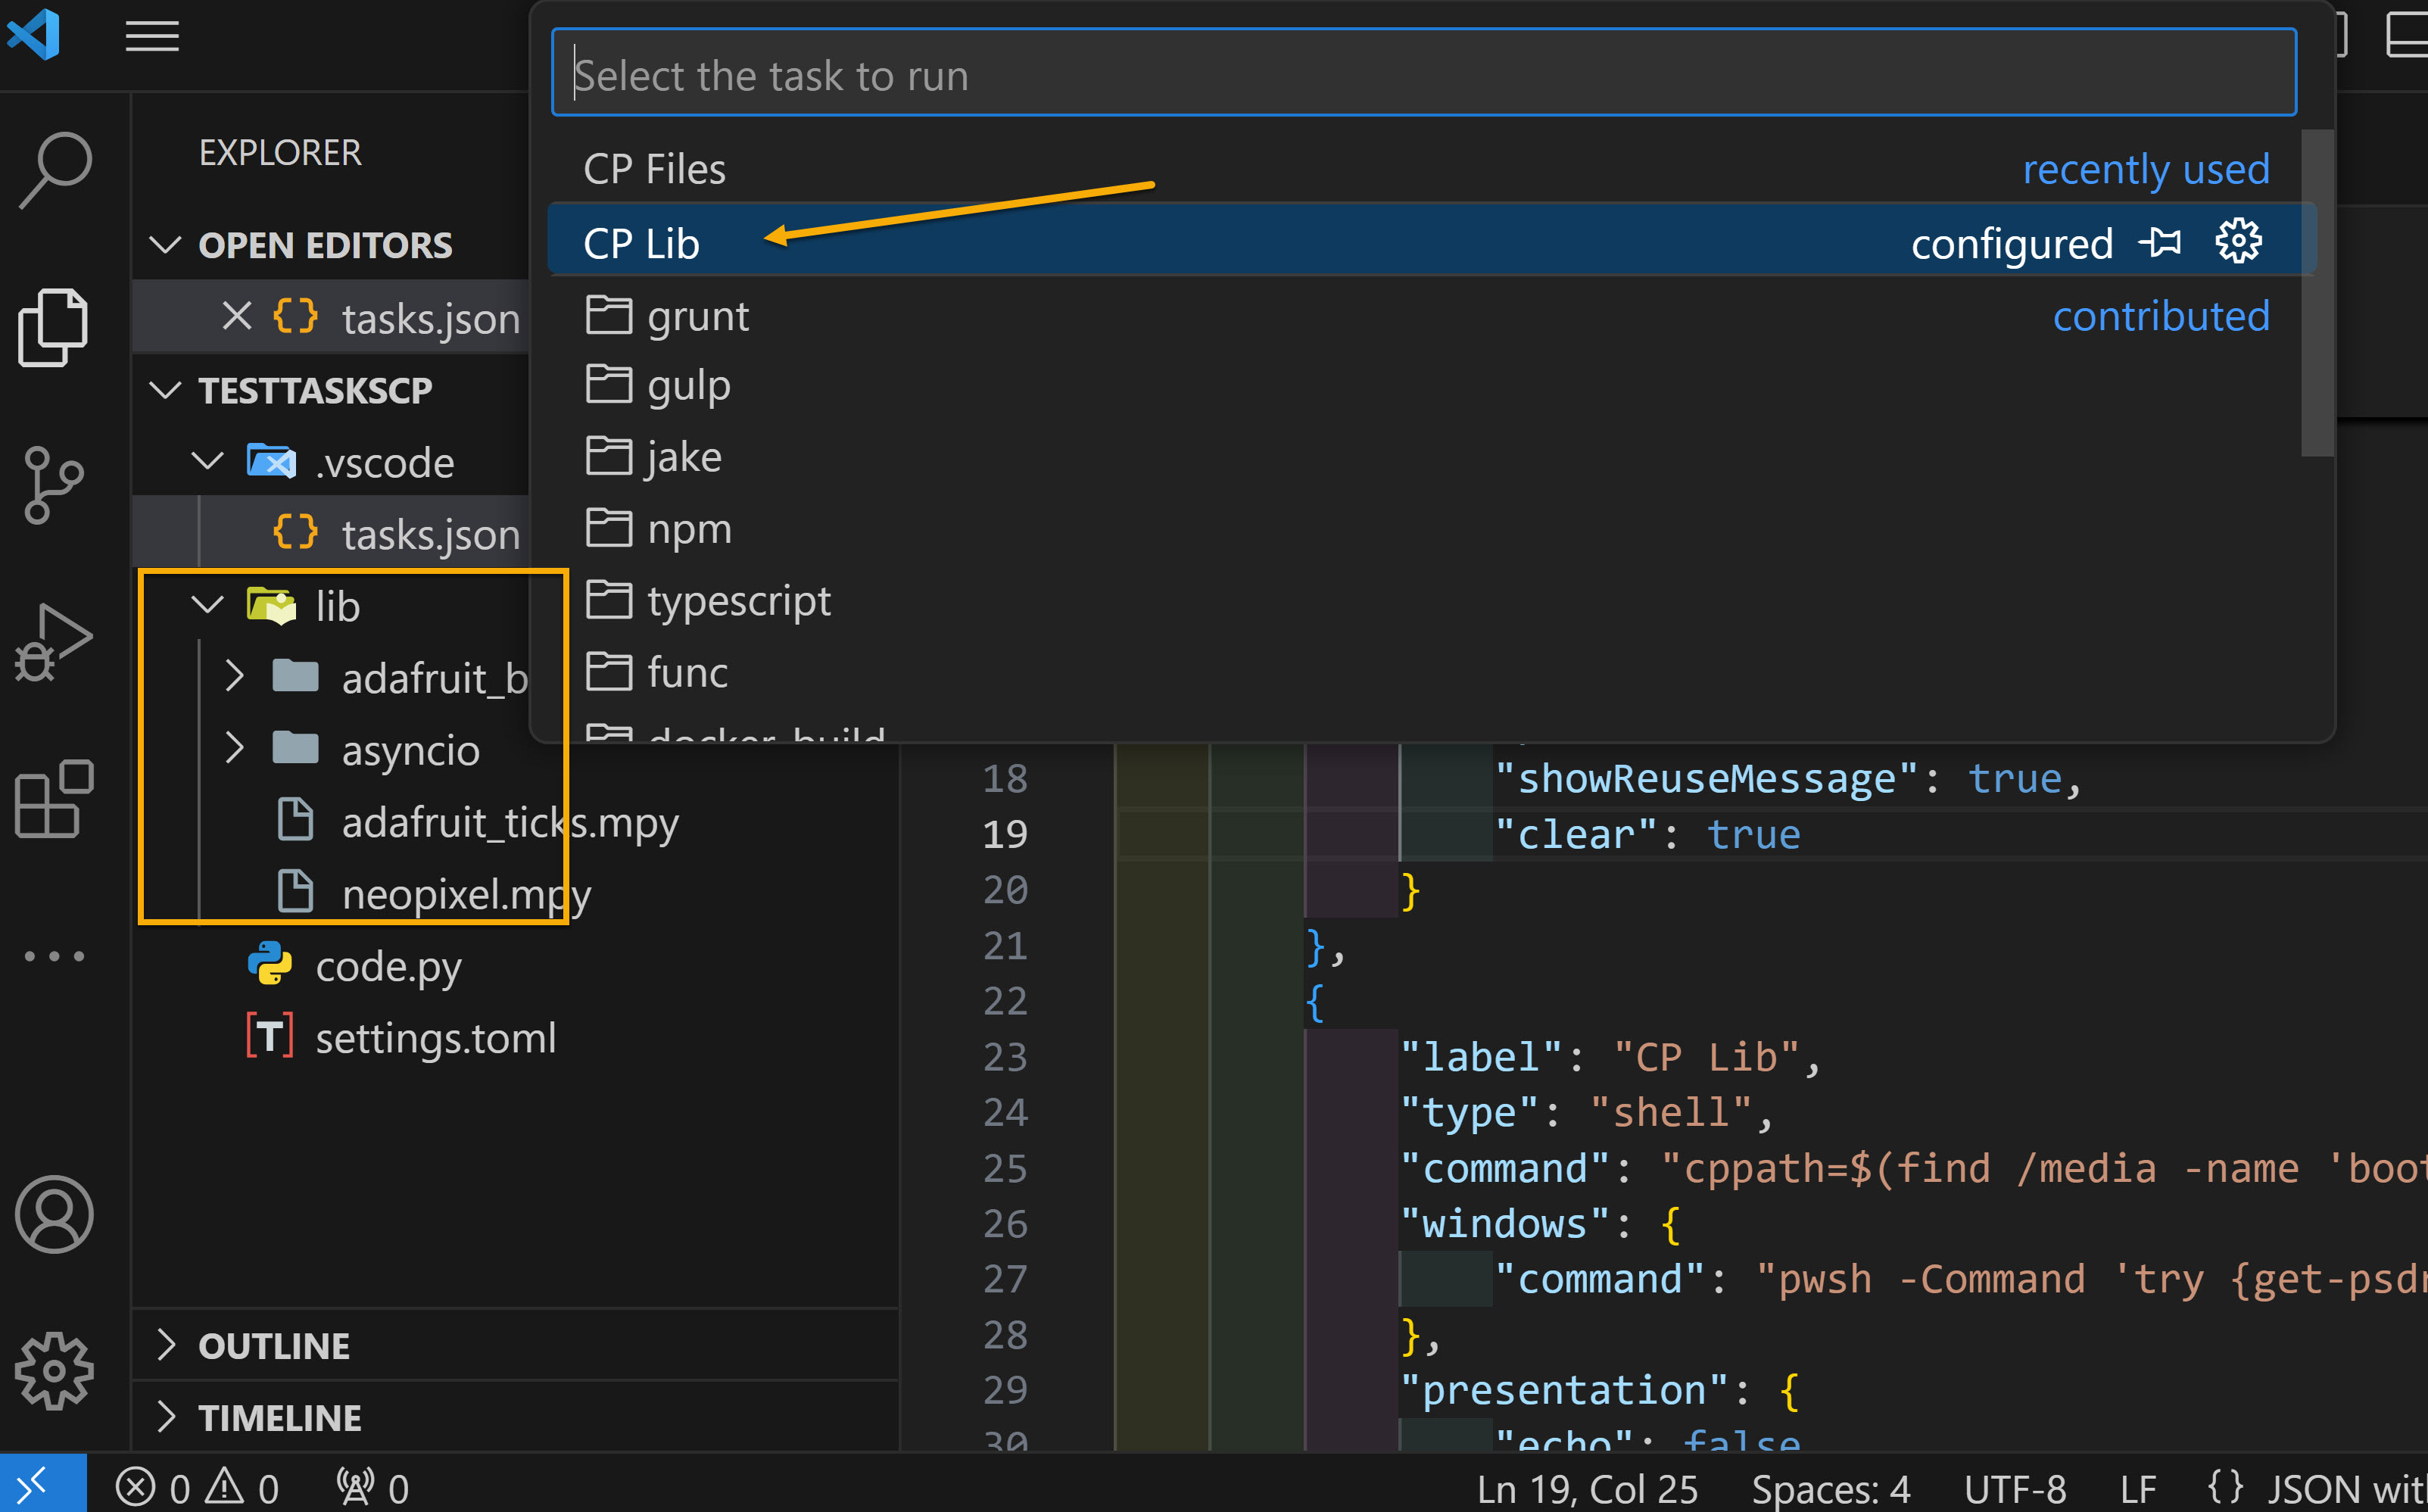 Select the task to run
CP Files recently used
CP Lib configured
grunt contributed
gulp
jake
npm
typescript
func
docker-build
EXPLORER
OPEN EDITORS
tasks.json
TESTTASKSCP
.vscode
tasks.json
lib
adafruit_b
asyncio
adafruit_ticks.mpy
neopixel.mpy
code.py
settings.toml
OUTLINE
TIMELINE
18 "showReuseMessage": true,
19 "clear": true
20 }
21 },
22 {
23 "label": "CP Lib",
24 "type": "shell",
25 "command": "cppath=$(find /media -name 'boot
26 "windows": {
27 "command": "pwsh -Command 'try {get-psdr
28 },
29 "presentation": {
30 "echo": false
0 0 0 Ln 19, Col 25 Spaces: 4 UTF-8 LF {} JSON wit